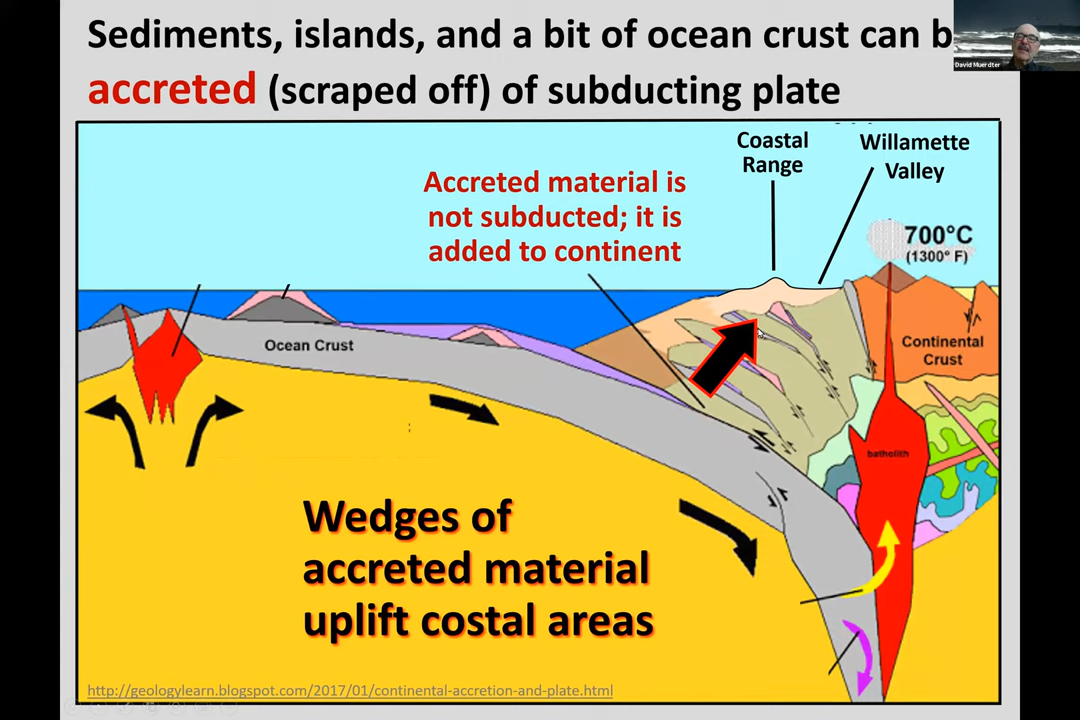 Sediments, islands, and a bit of ocean crust can b
accreted (scraped off) of subducting plate
David Muerdter
Coastal
Range
Willamette
Valley
Accreted material is
not subducted; it is
added to continent
700°C
(1300° F)
Ocean Crust
Continental
Crust
batholith
Wedges of
accreted material
uplift costal areas
http://geologylearn.blogspot.com/2017/01/continental-accretion-and-plate.html